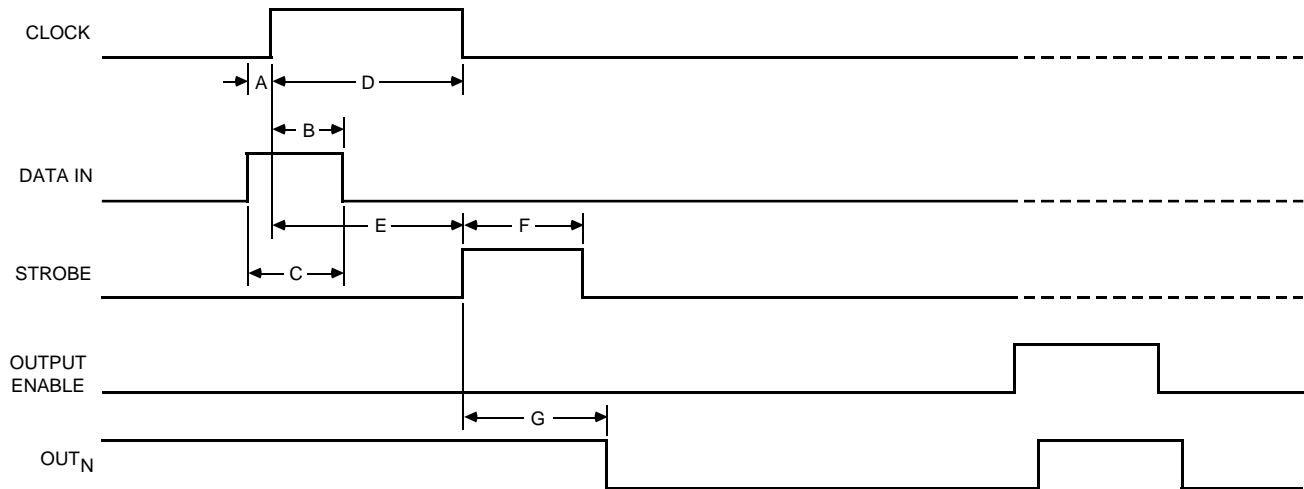 CLOCK
A
D
B
DATA IN
E
F
STROBE
C
OUTPUT
ENABLE
G
OUTN